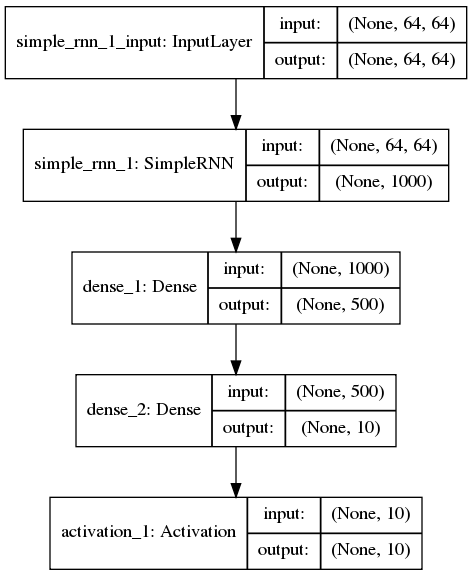 simple_rnn_1_input: InputLayer
input: (None, 64, 64)
output: (None, 64, 64)
simple_rnn_1: SimpleRNN
input: (None, 64, 64)
output: (None, 1000)
dense_1: Dense
input: (None, 1000)
output: (None, 500)
dense_2: Dense
input: (None, 500)
output: (None, 10)
activation_1: Activation
input: (None, 10)
output: (None, 10)